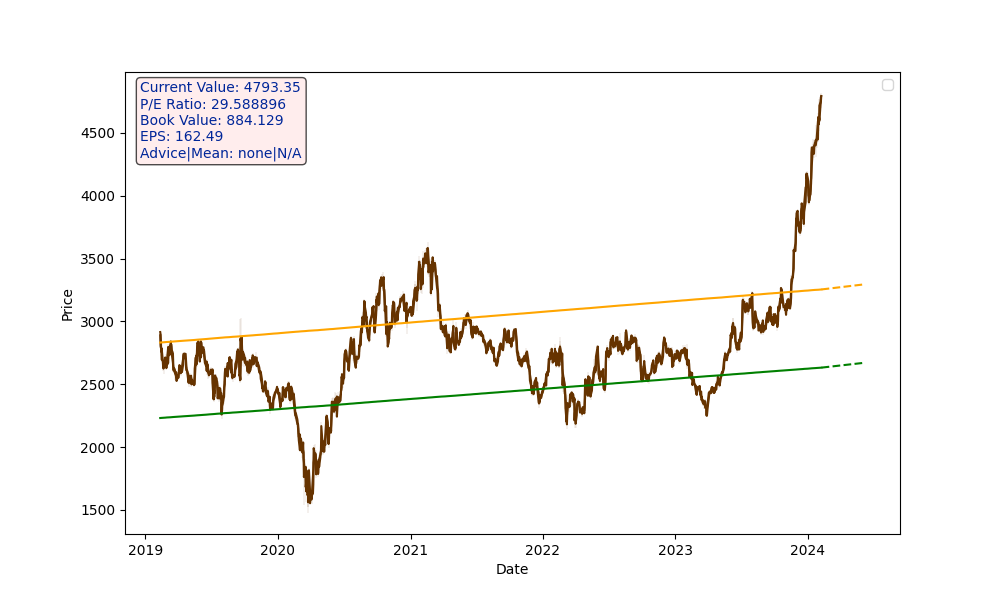 Current Value: 4793.35
P/E Ratio: 29.588896
Book Value: 884.129
EPS: 162.49
Advice|Mean: none|N/A
4500
4000
3500
3000
2500
2000
1500
Price
2019 2020 2021 2022 2023 2024
Date